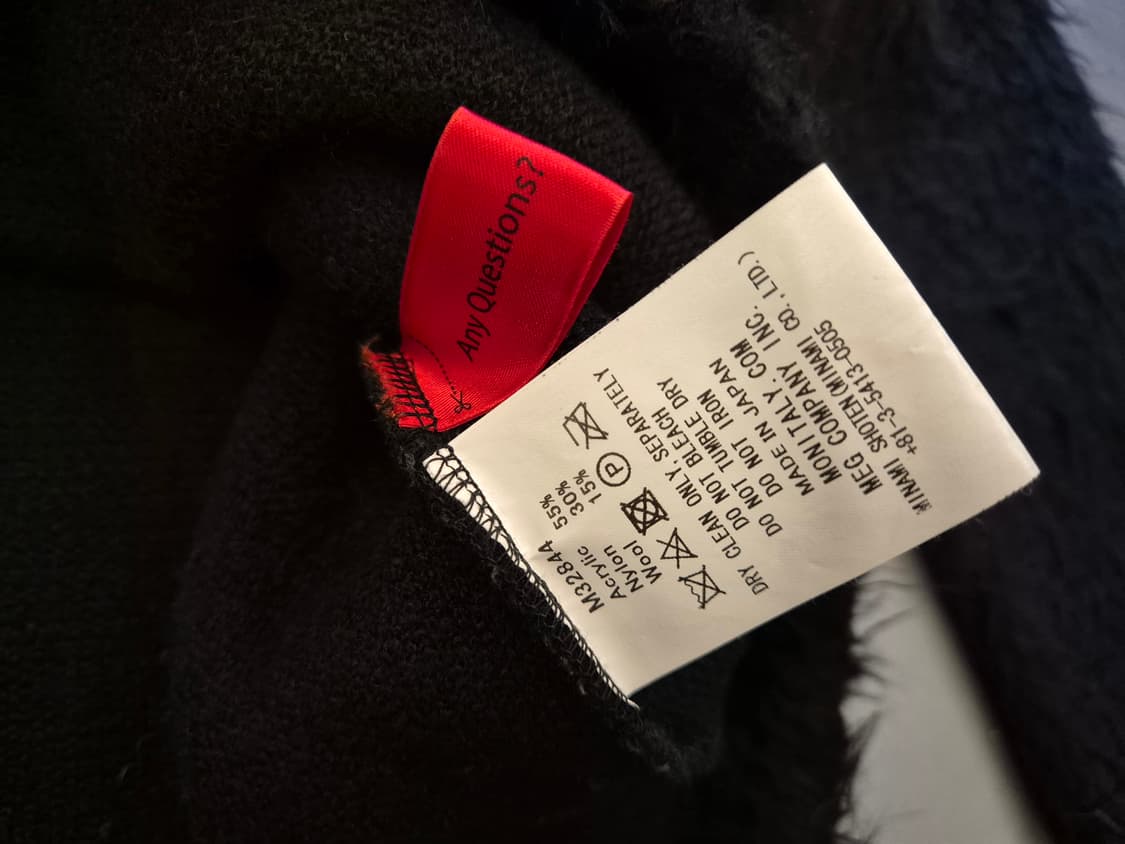 Any Questions?
M32844
Acrylic 55%
Nylon 30%
Wool 15%
P
DRY CLEAN ONLY, SEPARATELY
DO NOT BLEACH
DO NOT TUMBLE DRY
DO NOT IRON
MADE IN JAPAN
MONITALY.COM
MEG COMPANY INC.
MINAMI SHOTEN(MINAMI CO.,LTD.)
+81-3-5413-0505